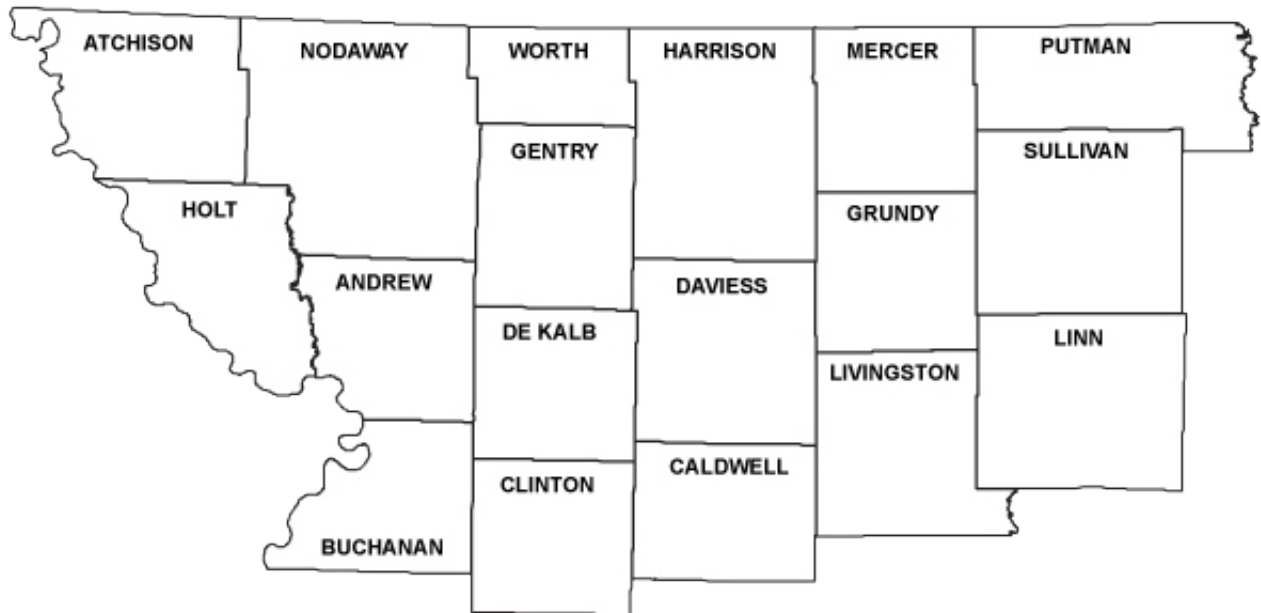 ATCHISON
NODAWAY
WORTH
HARRISON
MERCER
PUTMAN
GENTRY
SULLIVAN
HOLT
GRUNDY
ANDREW
DAVIESS
DE KALB
LINN
LIVINGSTON
CALDWELL
CLINTON
BUCHANAN